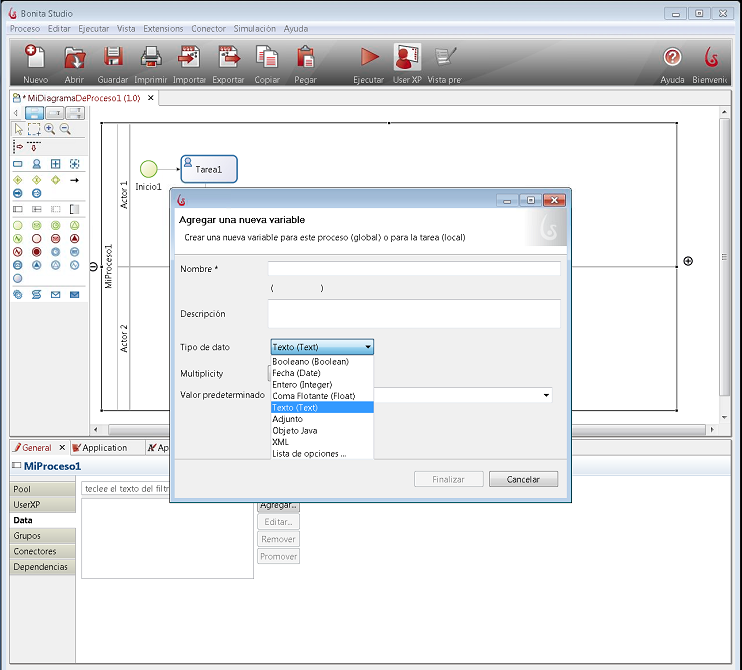 Bonita Studio
Proceso Editar Ejecutar Vista Extensions Conector Simulación Ayuda
Nuevo Abrir Guardar Imprimir Importar Exportar Copiar Pegar Ejecutar User XP Vista pre Ayuda Bienveni
* MiDiagramaDeProceso1 (1.0)
MiProceso1
Actor 1
Inicio1
Tarea1
Actor 2
Agregar una nueva variable
Crear una nueva variable para este proceso (global) o para la tarea (local)
Nombre *
( )
Descripción
Tipo de dato Texto (Text)
Booleano (Boolean)
Fecha (Date)
Multiplicity
Entero (Integer)
Valor predeterminado
Coma Flotante (Float)
Texto (Text)
Adjunto
Objeto Java
XML
Lista de opciones ...
Finalizar Cancelar
General Application Ap
MiProceso1
Pool
teclee el texto del filtr
UserXP
Agregar...
Data
Editar...
Grupos
Remover
Conectores
Promover
Dependencias